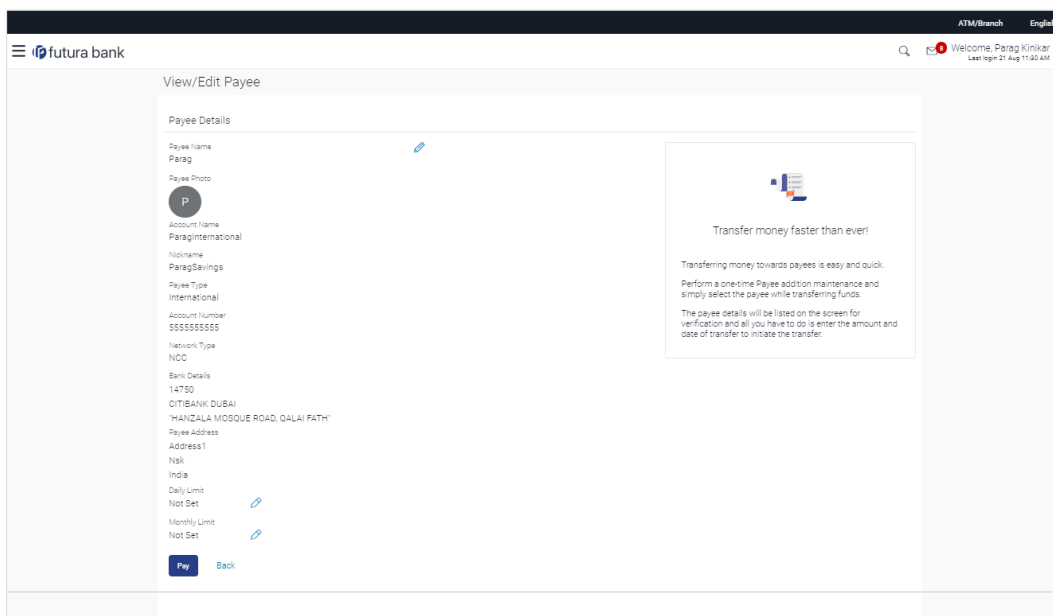 ATM/Branch English
futura bank
8
Welcome, Parag Kinikar
Last login 21 Aug 11:30 AM
View/Edit Payee
Payee Details
Payee Name
Parag
Payee Photo
P
Account Name
ParagInternational
Nickname
ParagSavings
Payee Type
International
Account Number
5555555555
Network Type
NCC
Bank Details
14750
CITIBANK DUBAI
"HANZALA MOSQUE ROAD, QALAI FATH"
Payee Address
Address1
Nsk
India
Daily Limit
Not Set
Monthly Limit
Not Set
Pay Back
Transfer money faster than ever!
Transferring money towards payees is easy and quick.
Perform a one-time Payee addition maintenance and
simply select the payee while transferring funds.
The payee details will be listed on the screen for
verification and all you have to do is enter the amount and
date of transfer to initiate the transfer.